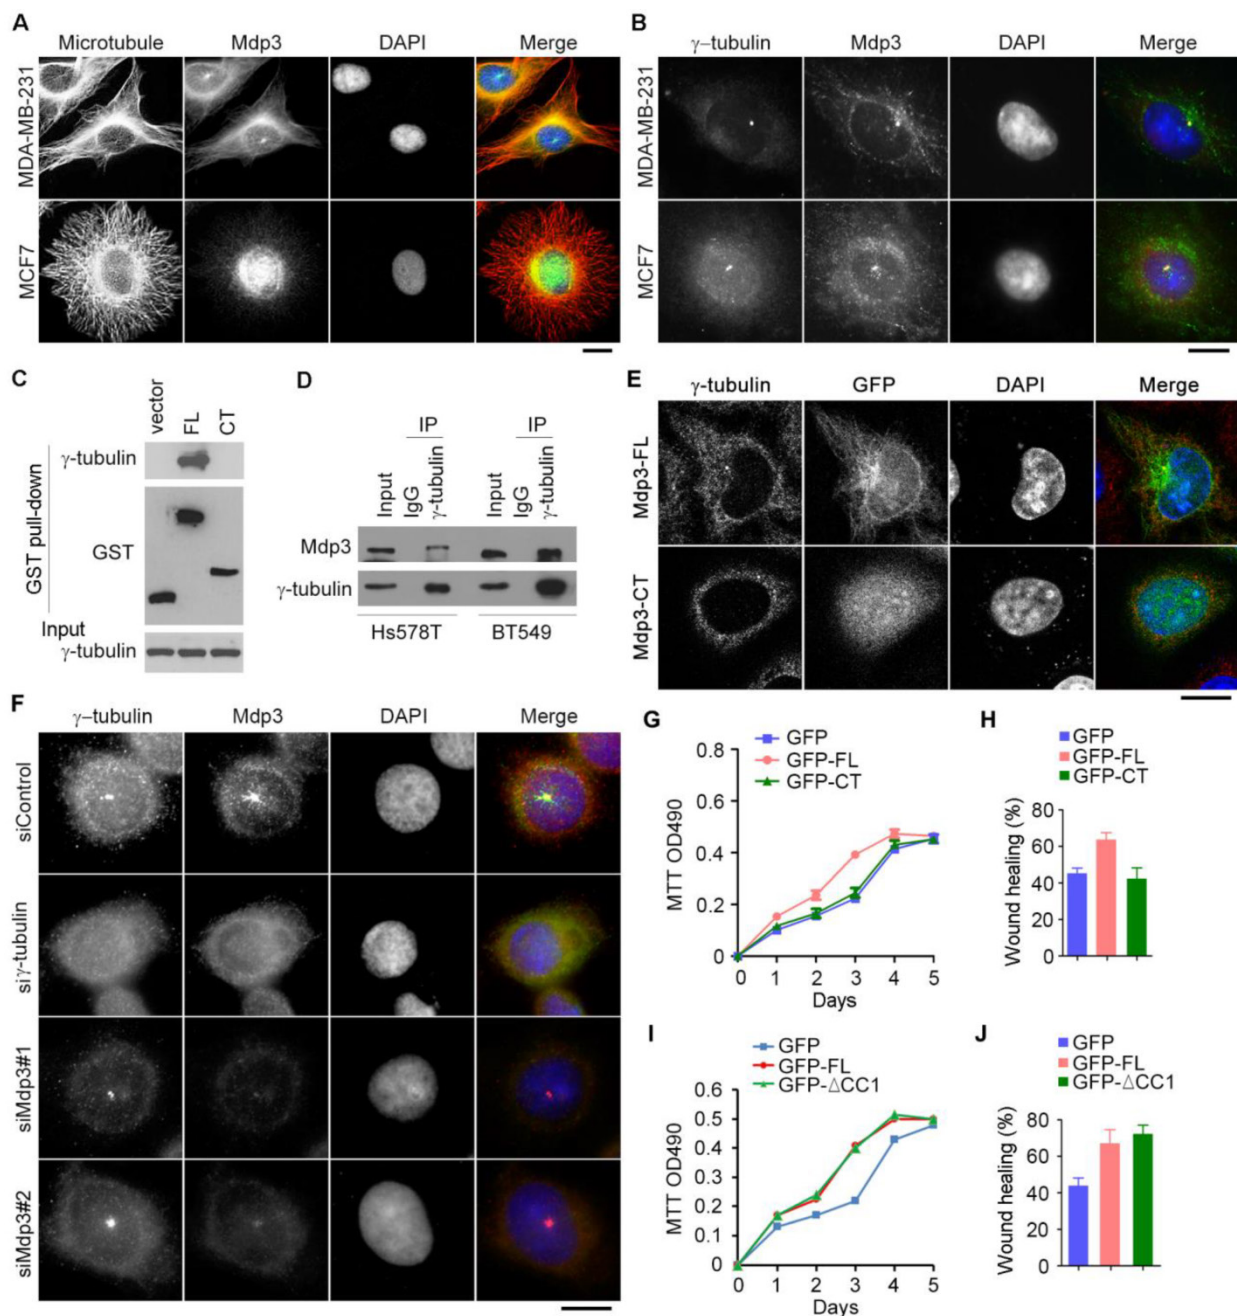 A
Microtubule Mdp3 DAPI Merge
MDA-MB-231
MCF7
B
γ–tubulin Mdp3 DAPI Merge
MDA-MB-231
MCF7
C
vector FL CT
GST pull-down
γ-tubulin
GST
Input
γ-tubulin
D
IP IP
Input IgG γ-tubulin Input IgG γ-tubulin
Mdp3
γ-tubulin
Hs578T BT549
E
γ-tubulin GFP DAPI Merge
Mdp3-FL
Mdp3-CT
F
γ–tubulin Mdp3 DAPI Merge
siControl
siγ-tubulin
siMdp3#1
siMdp3#2
G
GFP
GFP-FL
GFP-CT
MTT OD490
0.8
0.6
0.4
0.2
0
0 1 2 3 4 5
Days
H
GFP
GFP-FL
GFP-CT
Wound healing (%)
80
60
40
20
0
I
GFP
GFP-FL
GFP-△CC1
MTT OD490
0.6
0.5
0.4
0.3
0.2
0.1
0
0 1 2 3 4 5
Days
J
GFP
GFP-FL
GFP-△CC1
Wound healing (%)
80
60
40
20
0